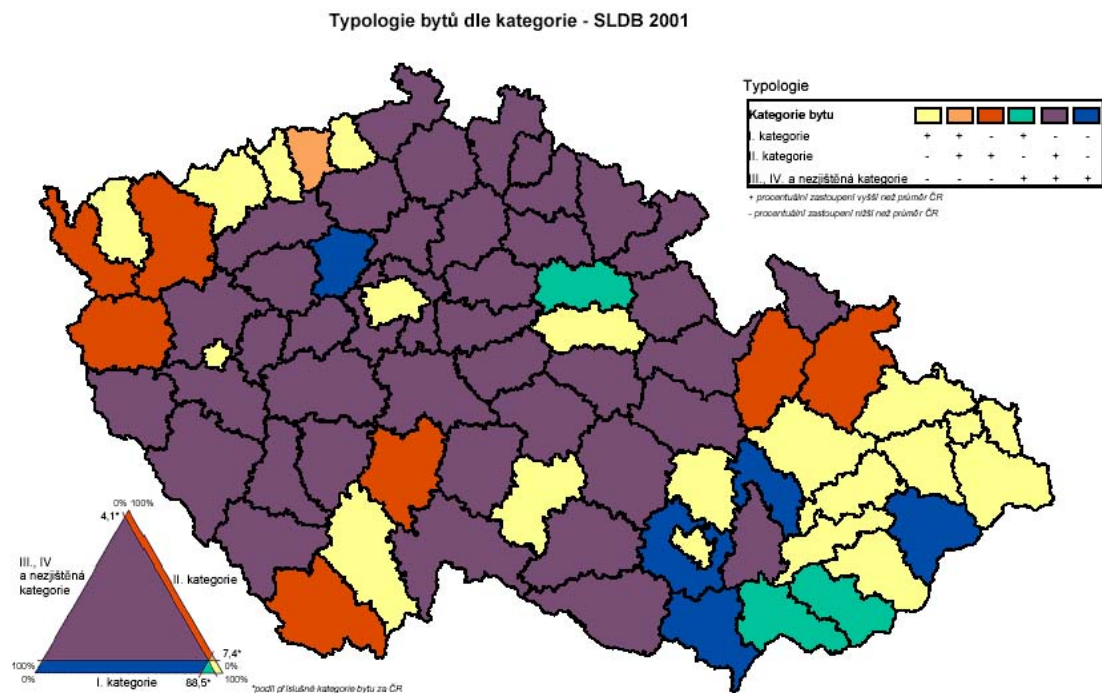 Typologie bytů dle kategorie - SLDB 2001
Typologie
Kategorie bytu
I. kategorie + + - + - -
II. kategorie - + + - + -
III., IV. a nezjištěná kategorie - - - + + +
+ procentuální zastoupení vyšší než průměr ČR
- procentuální zastoupení nižší než průměr ČR
0% 100%
4,1*
III., IV
a nezjištěná
kategorie
II. kategorie
7,4*
100% 0%
0% 100%
I. kategorie 88,5*
*podíl příslušné kategorie bytu za ČR